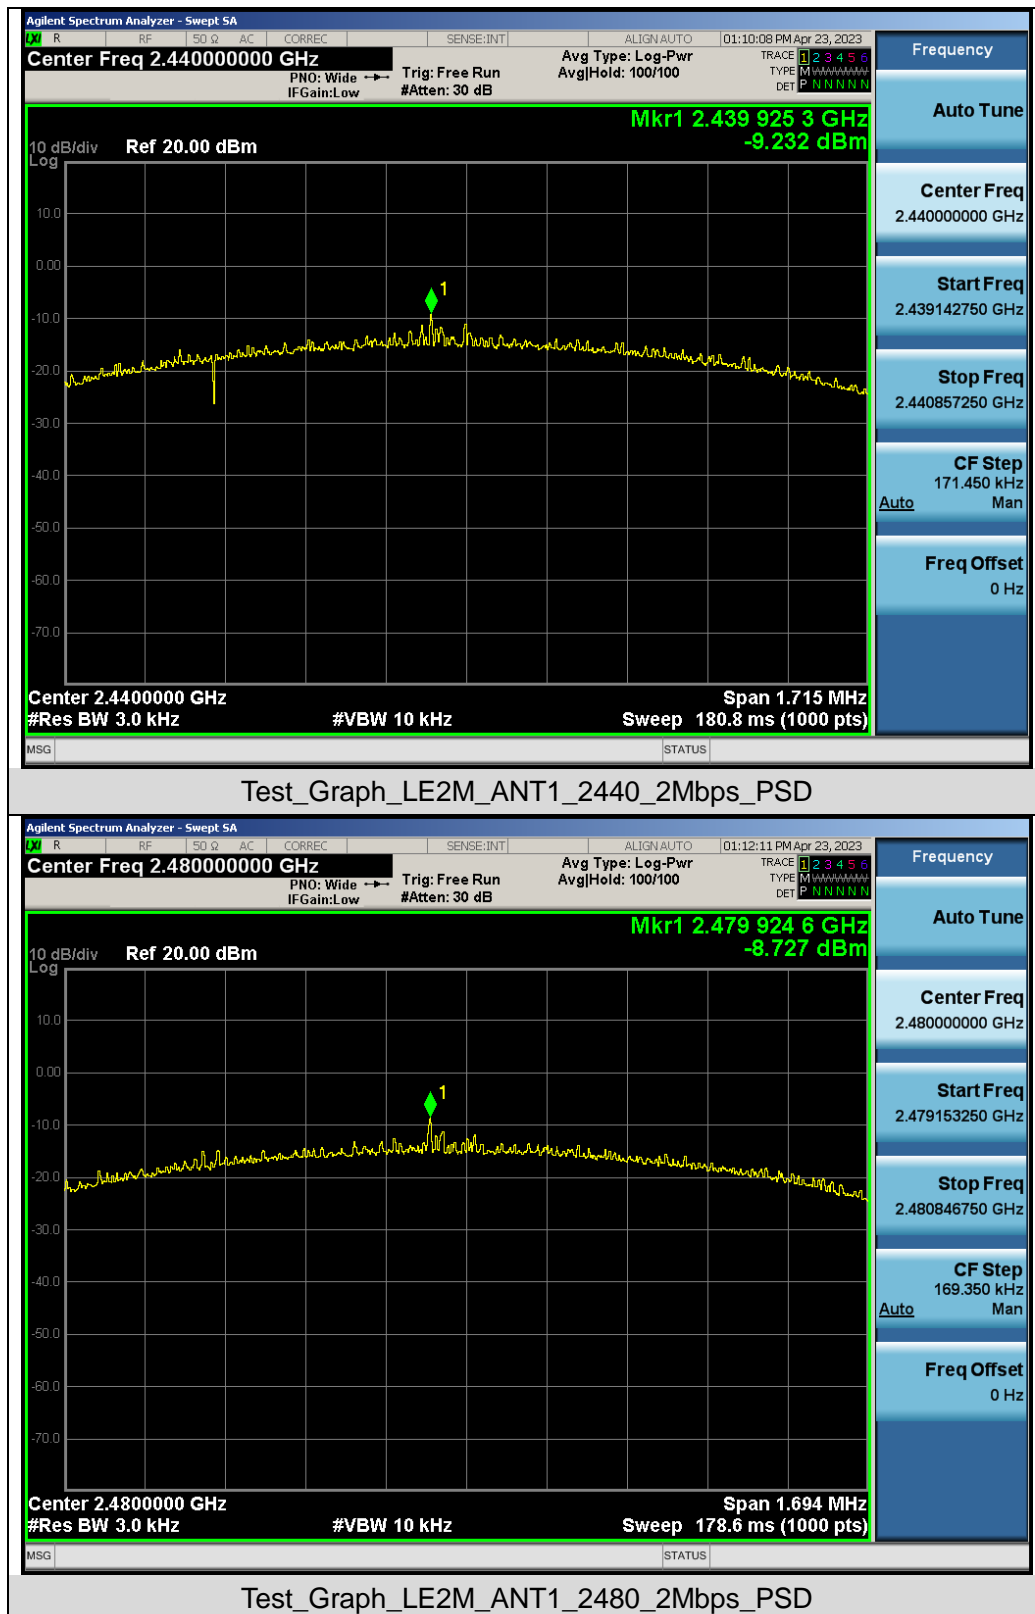 Agilent Spectrum Analyzer - Swept SA
LXI R RF 50 Ω AC CORREC SENSE:INT ALIGN AUTO 01:10:08 PM Apr 23, 2023
Center Freq 2.440000000 GHz
PNO: Wide
IFGain:Low
Trig: Free Run
#Atten: 30 dB
Avg Type: Log-Pwr
Avg|Hold: 100/100
TRACE 1 2 3 4 5 6
TYPE M
DET P N N N N N
Mkr1 2.439 925 3 GHz
-9.232 dBm
10 dB/div Ref 20.00 dBm
Log
10.0
0.00
1
-10.0
-20.0
-30.0
-40.0
-50.0
-60.0
-70.0
Center 2.4400000 GHz Span 1.715 MHz
#Res BW 3.0 kHz #VBW 10 kHz Sweep 180.8 ms (1000 pts)
MSG STATUS
Frequency
Auto Tune
Center Freq
2.440000000 GHz
Start Freq
2.439142750 GHz
Stop Freq
2.440857250 GHz
CF Step
171.450 kHz
Auto Man
Freq Offset
0 Hz
Test_Graph_LE2M_ANT1_2440_2Mbps_PSD
Agilent Spectrum Analyzer - Swept SA
LXI R RF 50 Ω AC CORREC SENSE:INT ALIGN AUTO 01:12:11 PM Apr 23, 2023
Center Freq 2.480000000 GHz
PNO: Wide
IFGain:Low
Trig: Free Run
#Atten: 30 dB
Avg Type: Log-Pwr
Avg|Hold: 100/100
TRACE 1 2 3 4 5 6
TYPE M
DET P N N N N N
Mkr1 2.479 924 6 GHz
-8.727 dBm
10 dB/div Ref 20.00 dBm
Log
10.0
0.00
1
-10.0
-20.0
-30.0
-40.0
-50.0
-60.0
-70.0
Center 2.4800000 GHz Span 1.694 MHz
#Res BW 3.0 kHz #VBW 10 kHz Sweep 178.6 ms (1000 pts)
MSG STATUS
Frequency
Auto Tune
Center Freq
2.480000000 GHz
Start Freq
2.479153250 GHz
Stop Freq
2.480846750 GHz
CF Step
169.350 kHz
Auto Man
Freq Offset
0 Hz
Test_Graph_LE2M_ANT1_2480_2Mbps_PSD